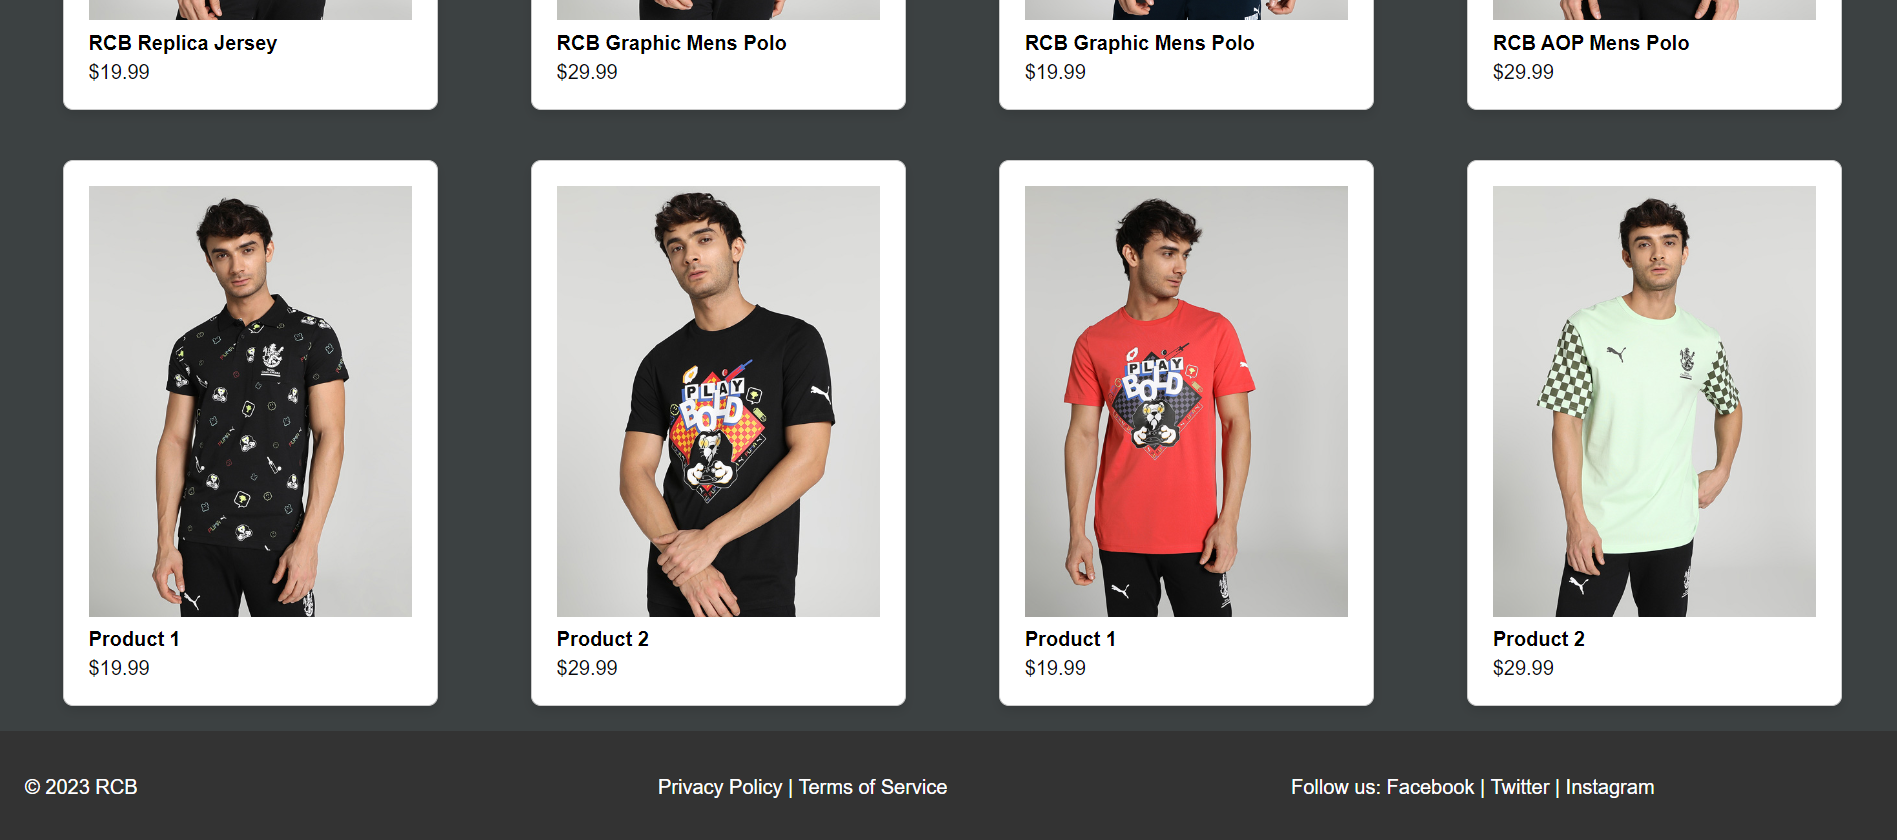 RCB Replica Jersey
$19.99
RCB Graphic Mens Polo
$29.99
RCB Graphic Mens Polo
$19.99
RCB AOP Mens Polo
$29.99
PLAY
BOLD
PLAY
BOLD
Product 1
$19.99
Product 2
$29.99
Product 1
$19.99
Product 2
$29.99
© 2023 RCB
Privacy Policy | Terms of Service
Follow us: Facebook | Twitter | Instagram